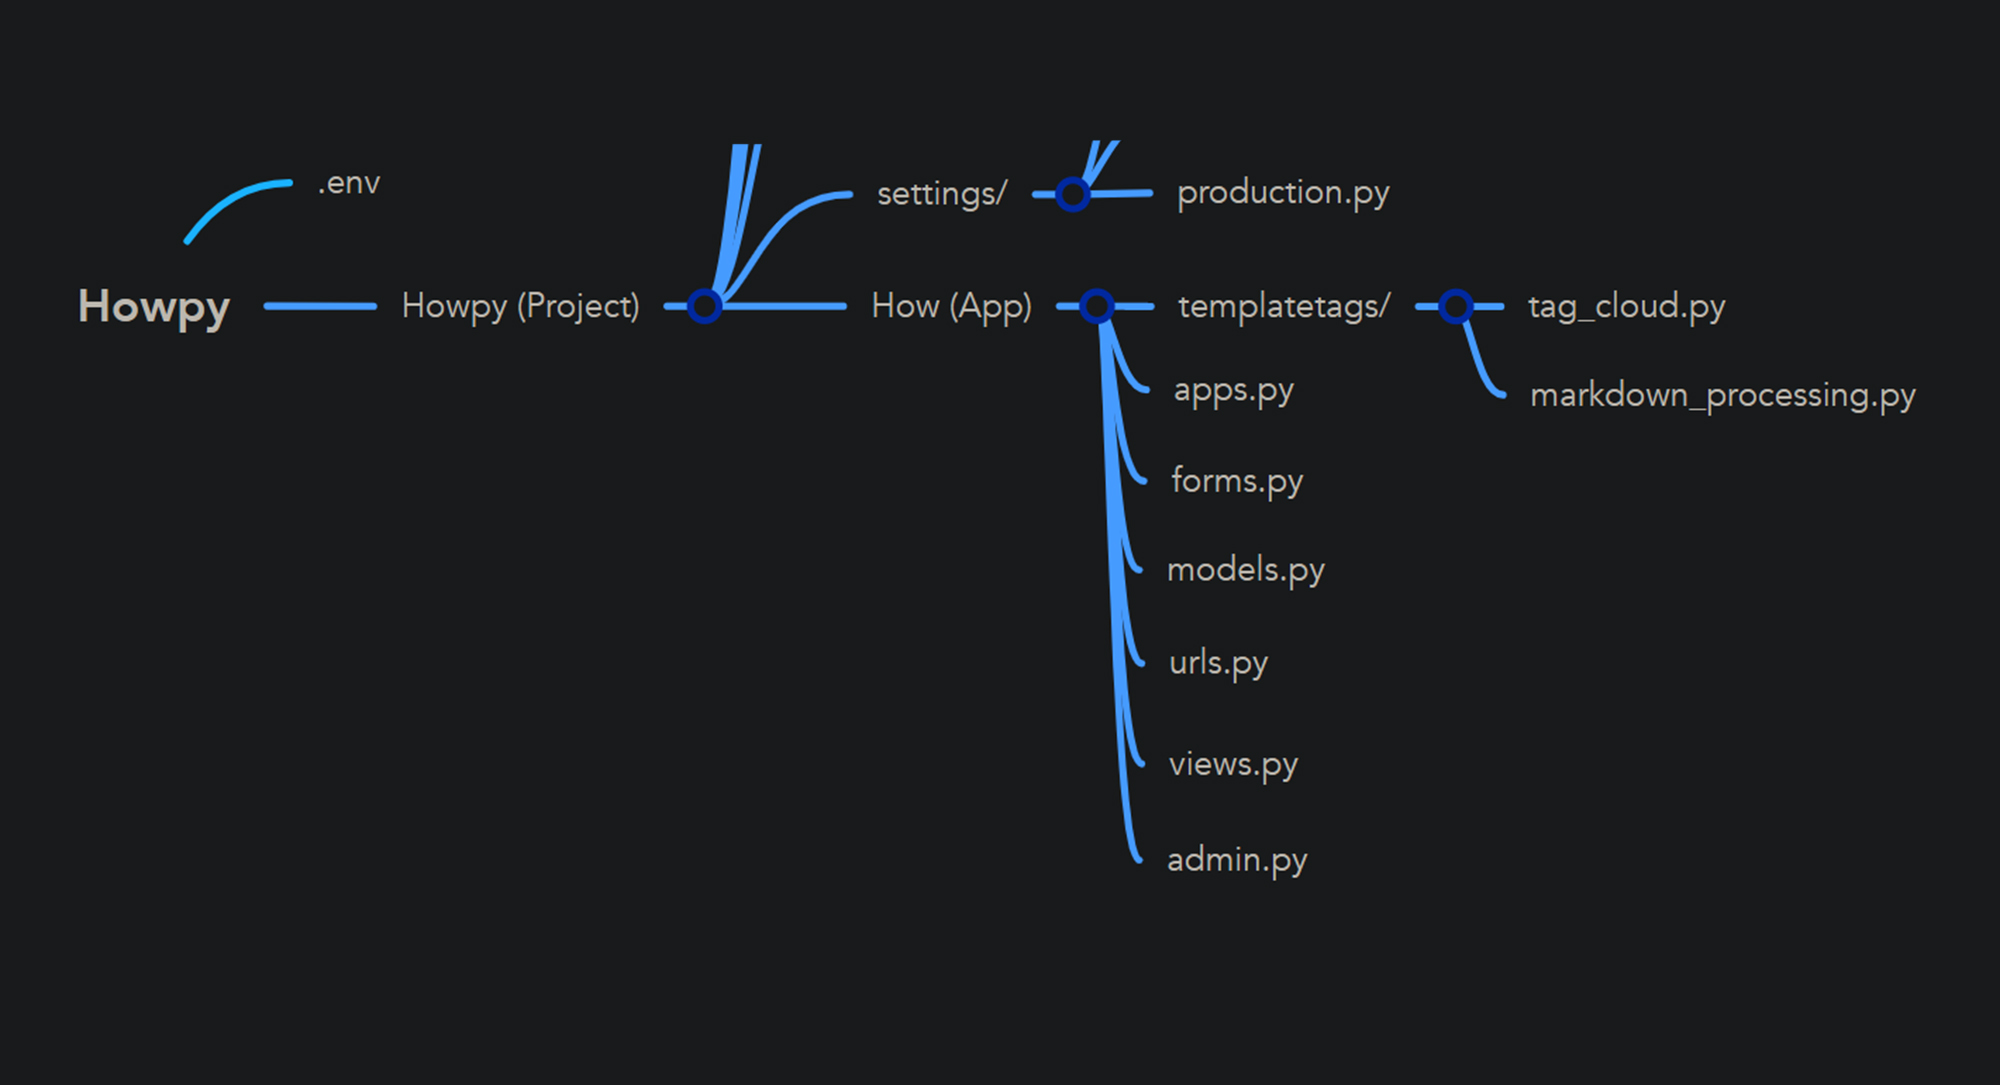 .env
settings/
production.py
Howpy
Howpy (Project)
How (App)
templatetags/
tag_cloud.py
apps.py
markdown_processing.py
forms.py
models.py
urls.py
views.py
admin.py